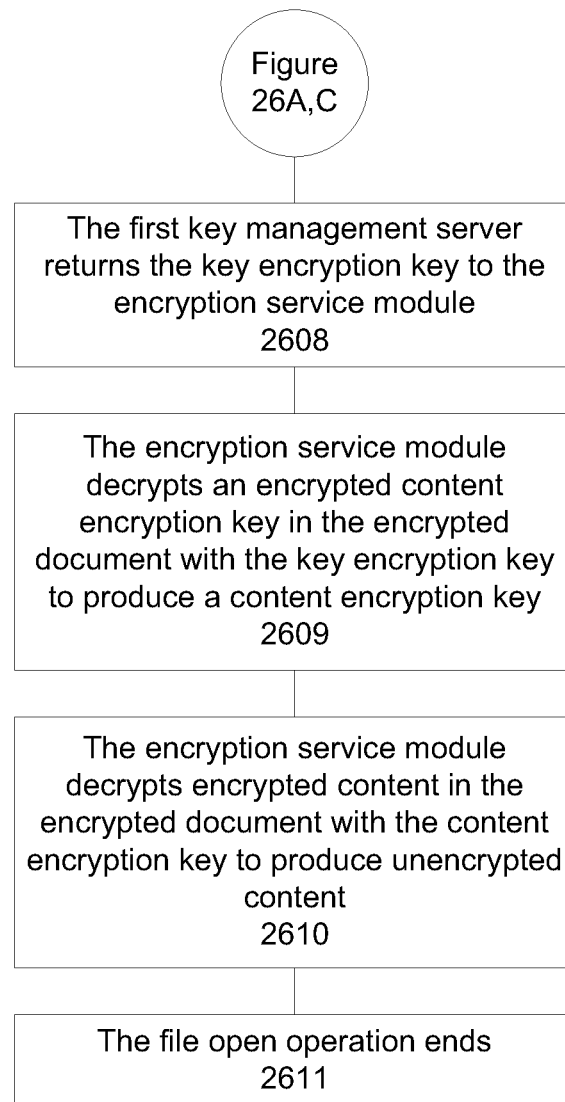 Figure
26A,C
The first key management server
returns the key encryption key to the
encryption service module
2608
The encryption service module
decrypts an encrypted content
encryption key in the encrypted
document with the key encryption key
to produce a content encryption key
2609
The encryption service module
decrypts encrypted content in the
encrypted document with the content
encryption key to produce unencrypted
content
2610
The file open operation ends
2611